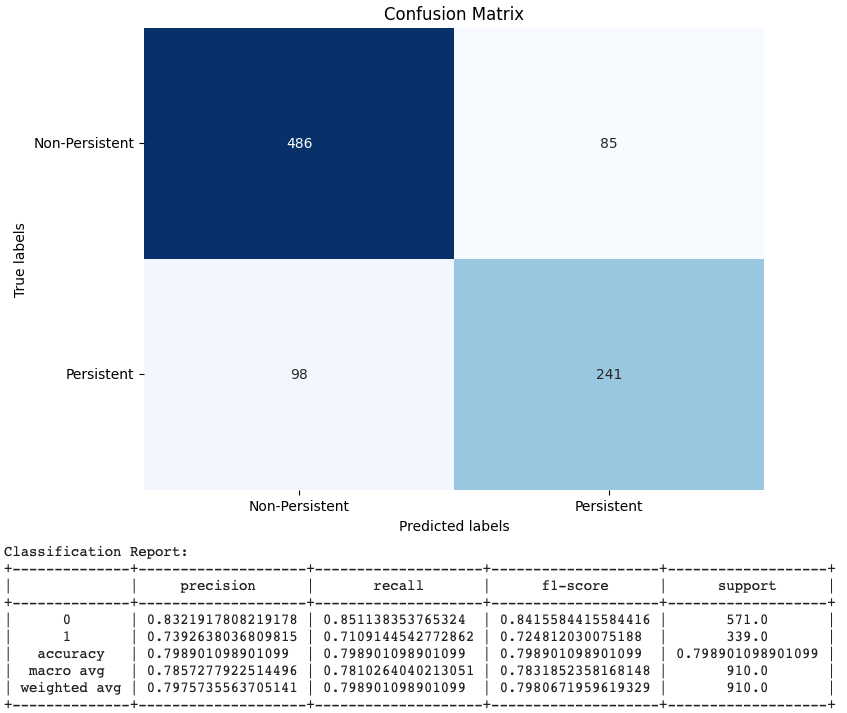 Confusion Matrix
Non-Persistent
486
85
True labels
Persistent
98
241
Non-Persistent Persistent
Predicted labels
Classification Report:
+--------------+--------------------+--------------------+--------------------+-------------------+
| | precision | recall | f1-score | support |
+--------------+--------------------+--------------------+--------------------+-------------------+
| 0 | 0.8321917808219178 | 0.851138353765324 | 0.8415584415584416 | 571.0 |
| 1 | 0.7392638036809815 | 0.7109144542772862 | 0.724812030075188 | 339.0 |
| accuracy | 0.798901098901099 | 0.798901098901099 | 0.798901098901099 | 0.798901098901099 |
| macro avg | 0.7857277922514496 | 0.7810264040213051 | 0.7831852358168148 | 910.0 |
| weighted avg | 0.7975735563705141 | 0.798901098901099 | 0.7980671959619329 | 910.0 |
+--------------+--------------------+--------------------+--------------------+-------------------+